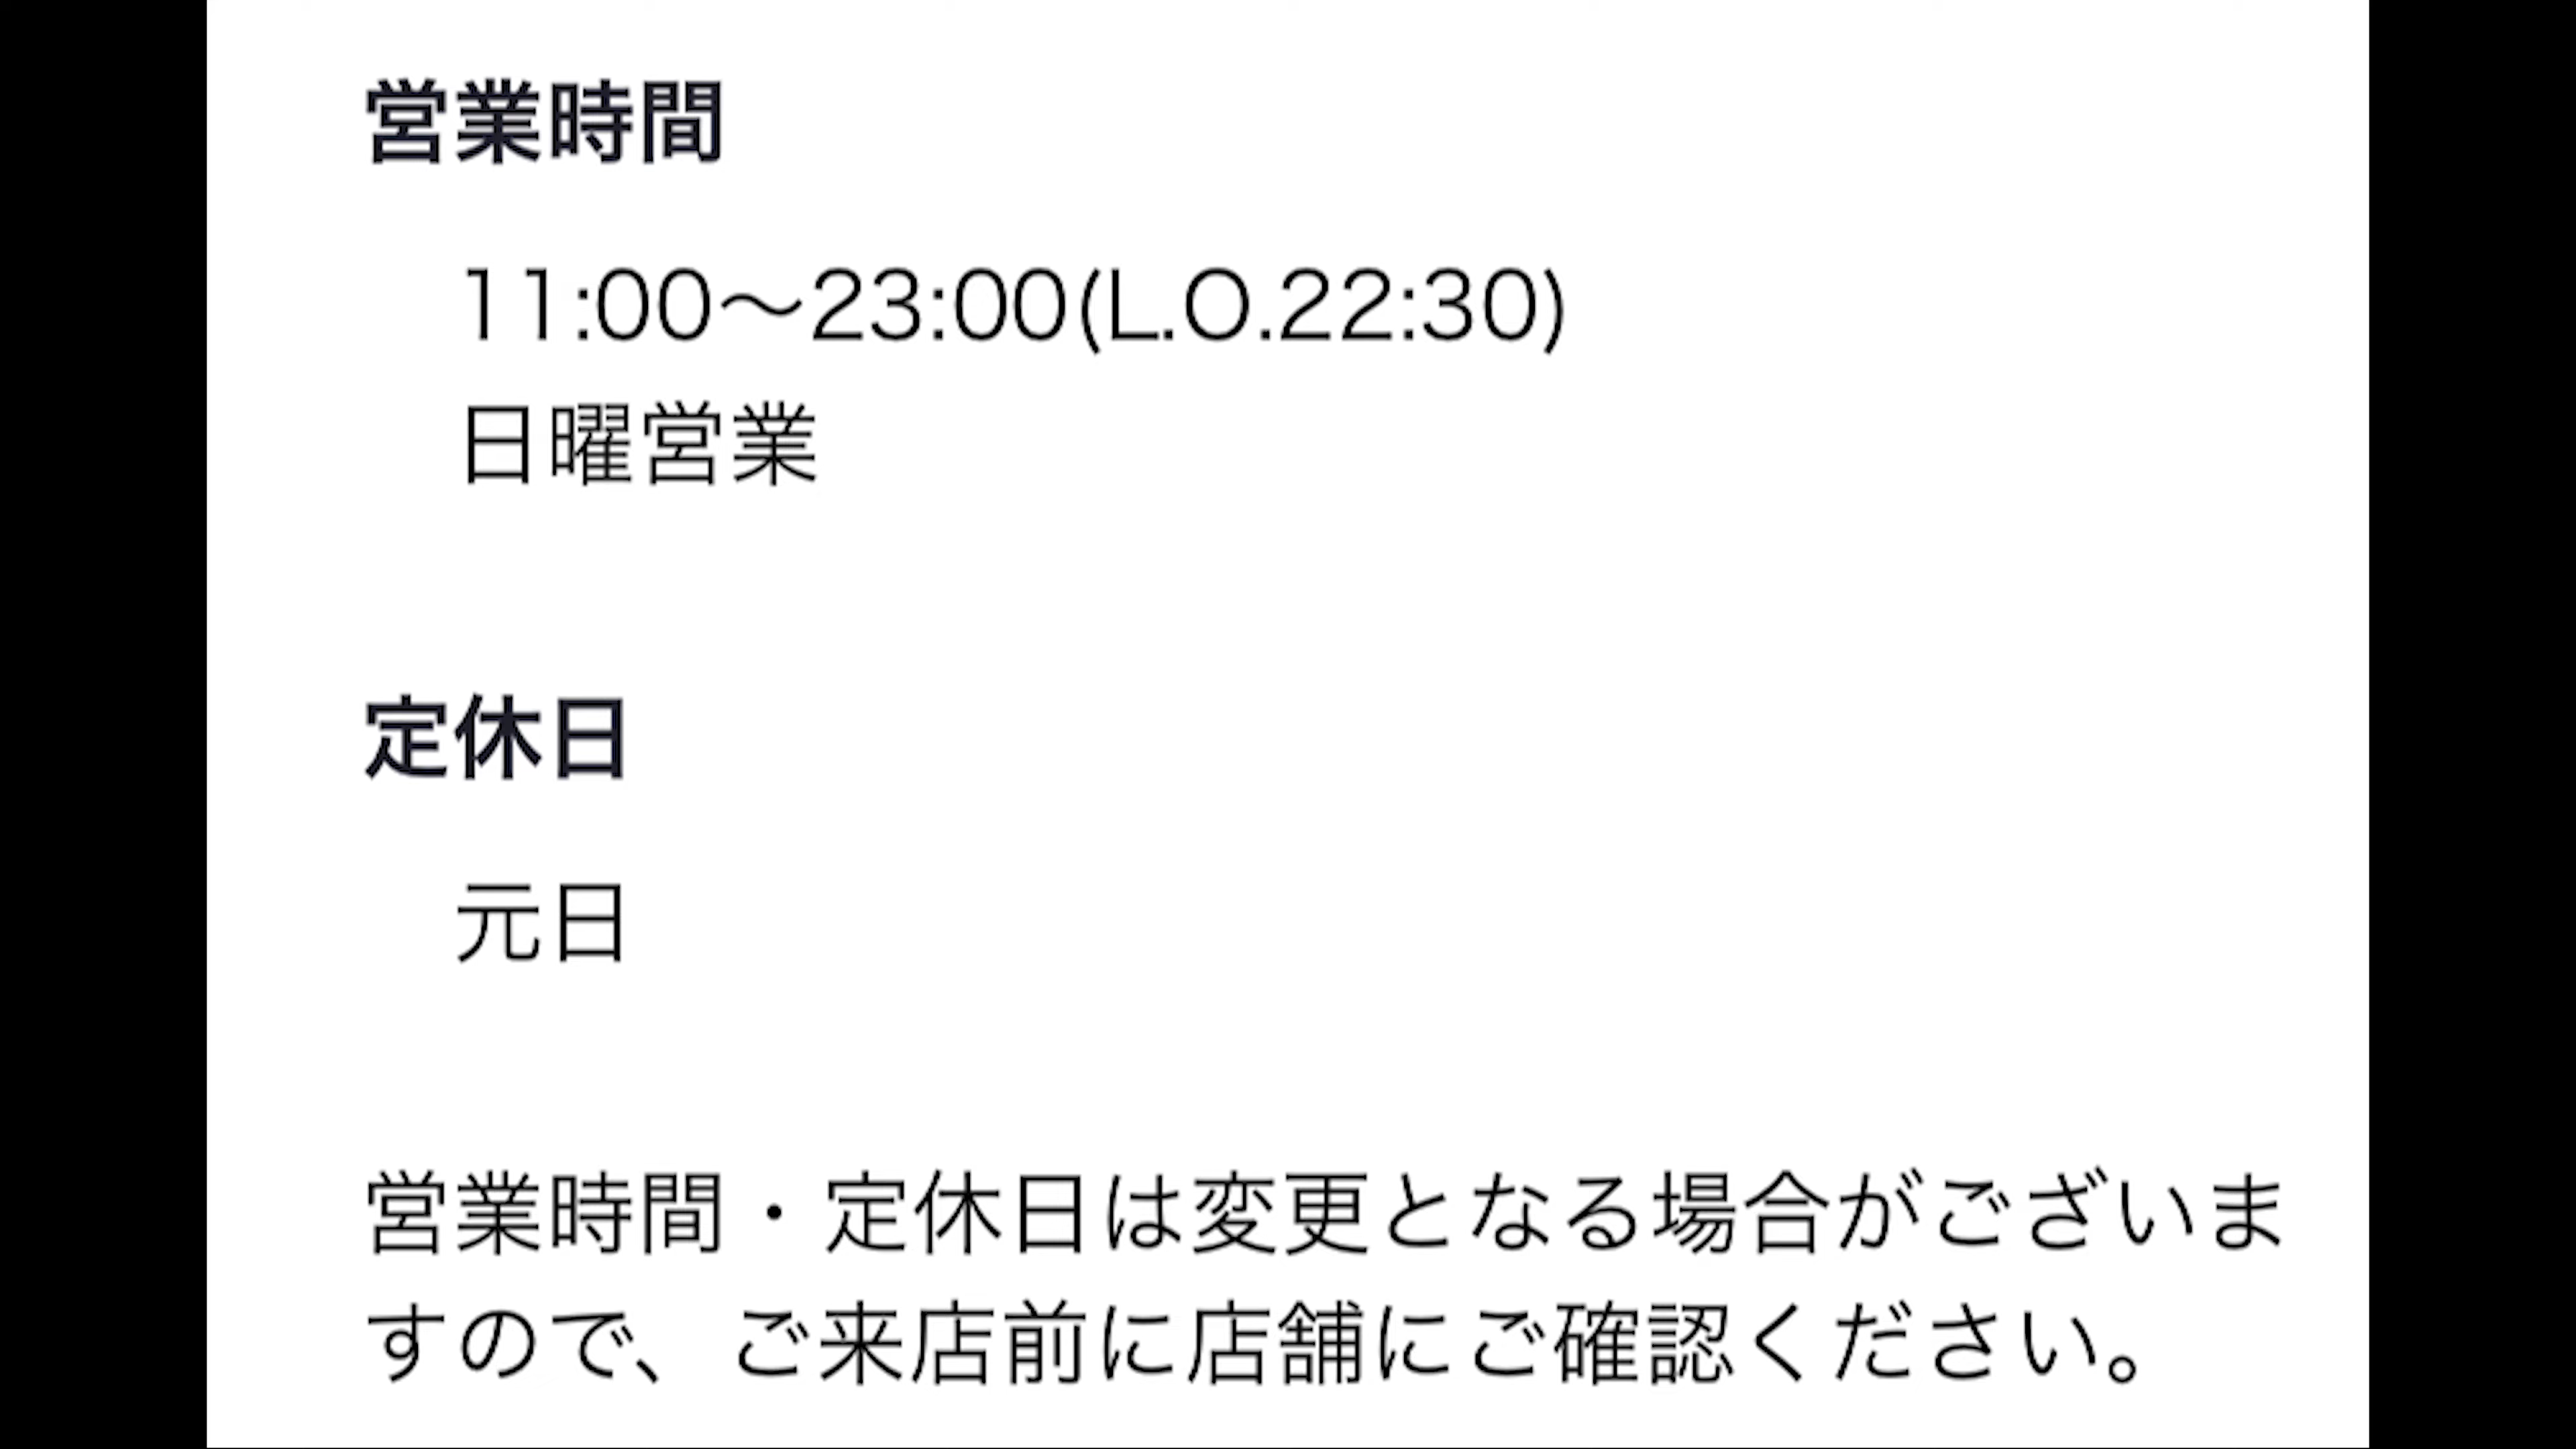 営業時間
11:00～23:00(L.O.22:30)
日曜営業
定休日
元日
営業時間・定休日は変更となる場合がございま
すので、ご来店前に店舗にご確認ください。